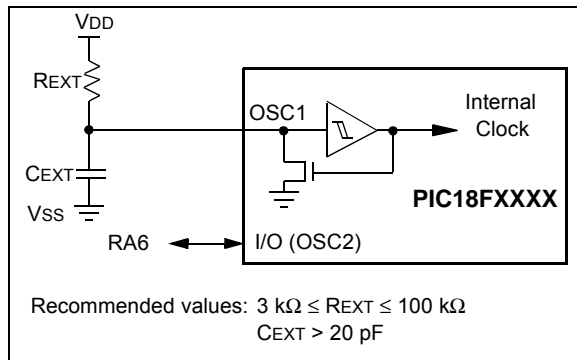 VDD
REXT
OSC1
Internal
Clock
CEXT
PIC18FXXXX
VSS
RA6
I/O (OSC2)
Recommended values: 3 kΩ ≤ REXT ≤ 100 kΩ
CEXT > 20 pF